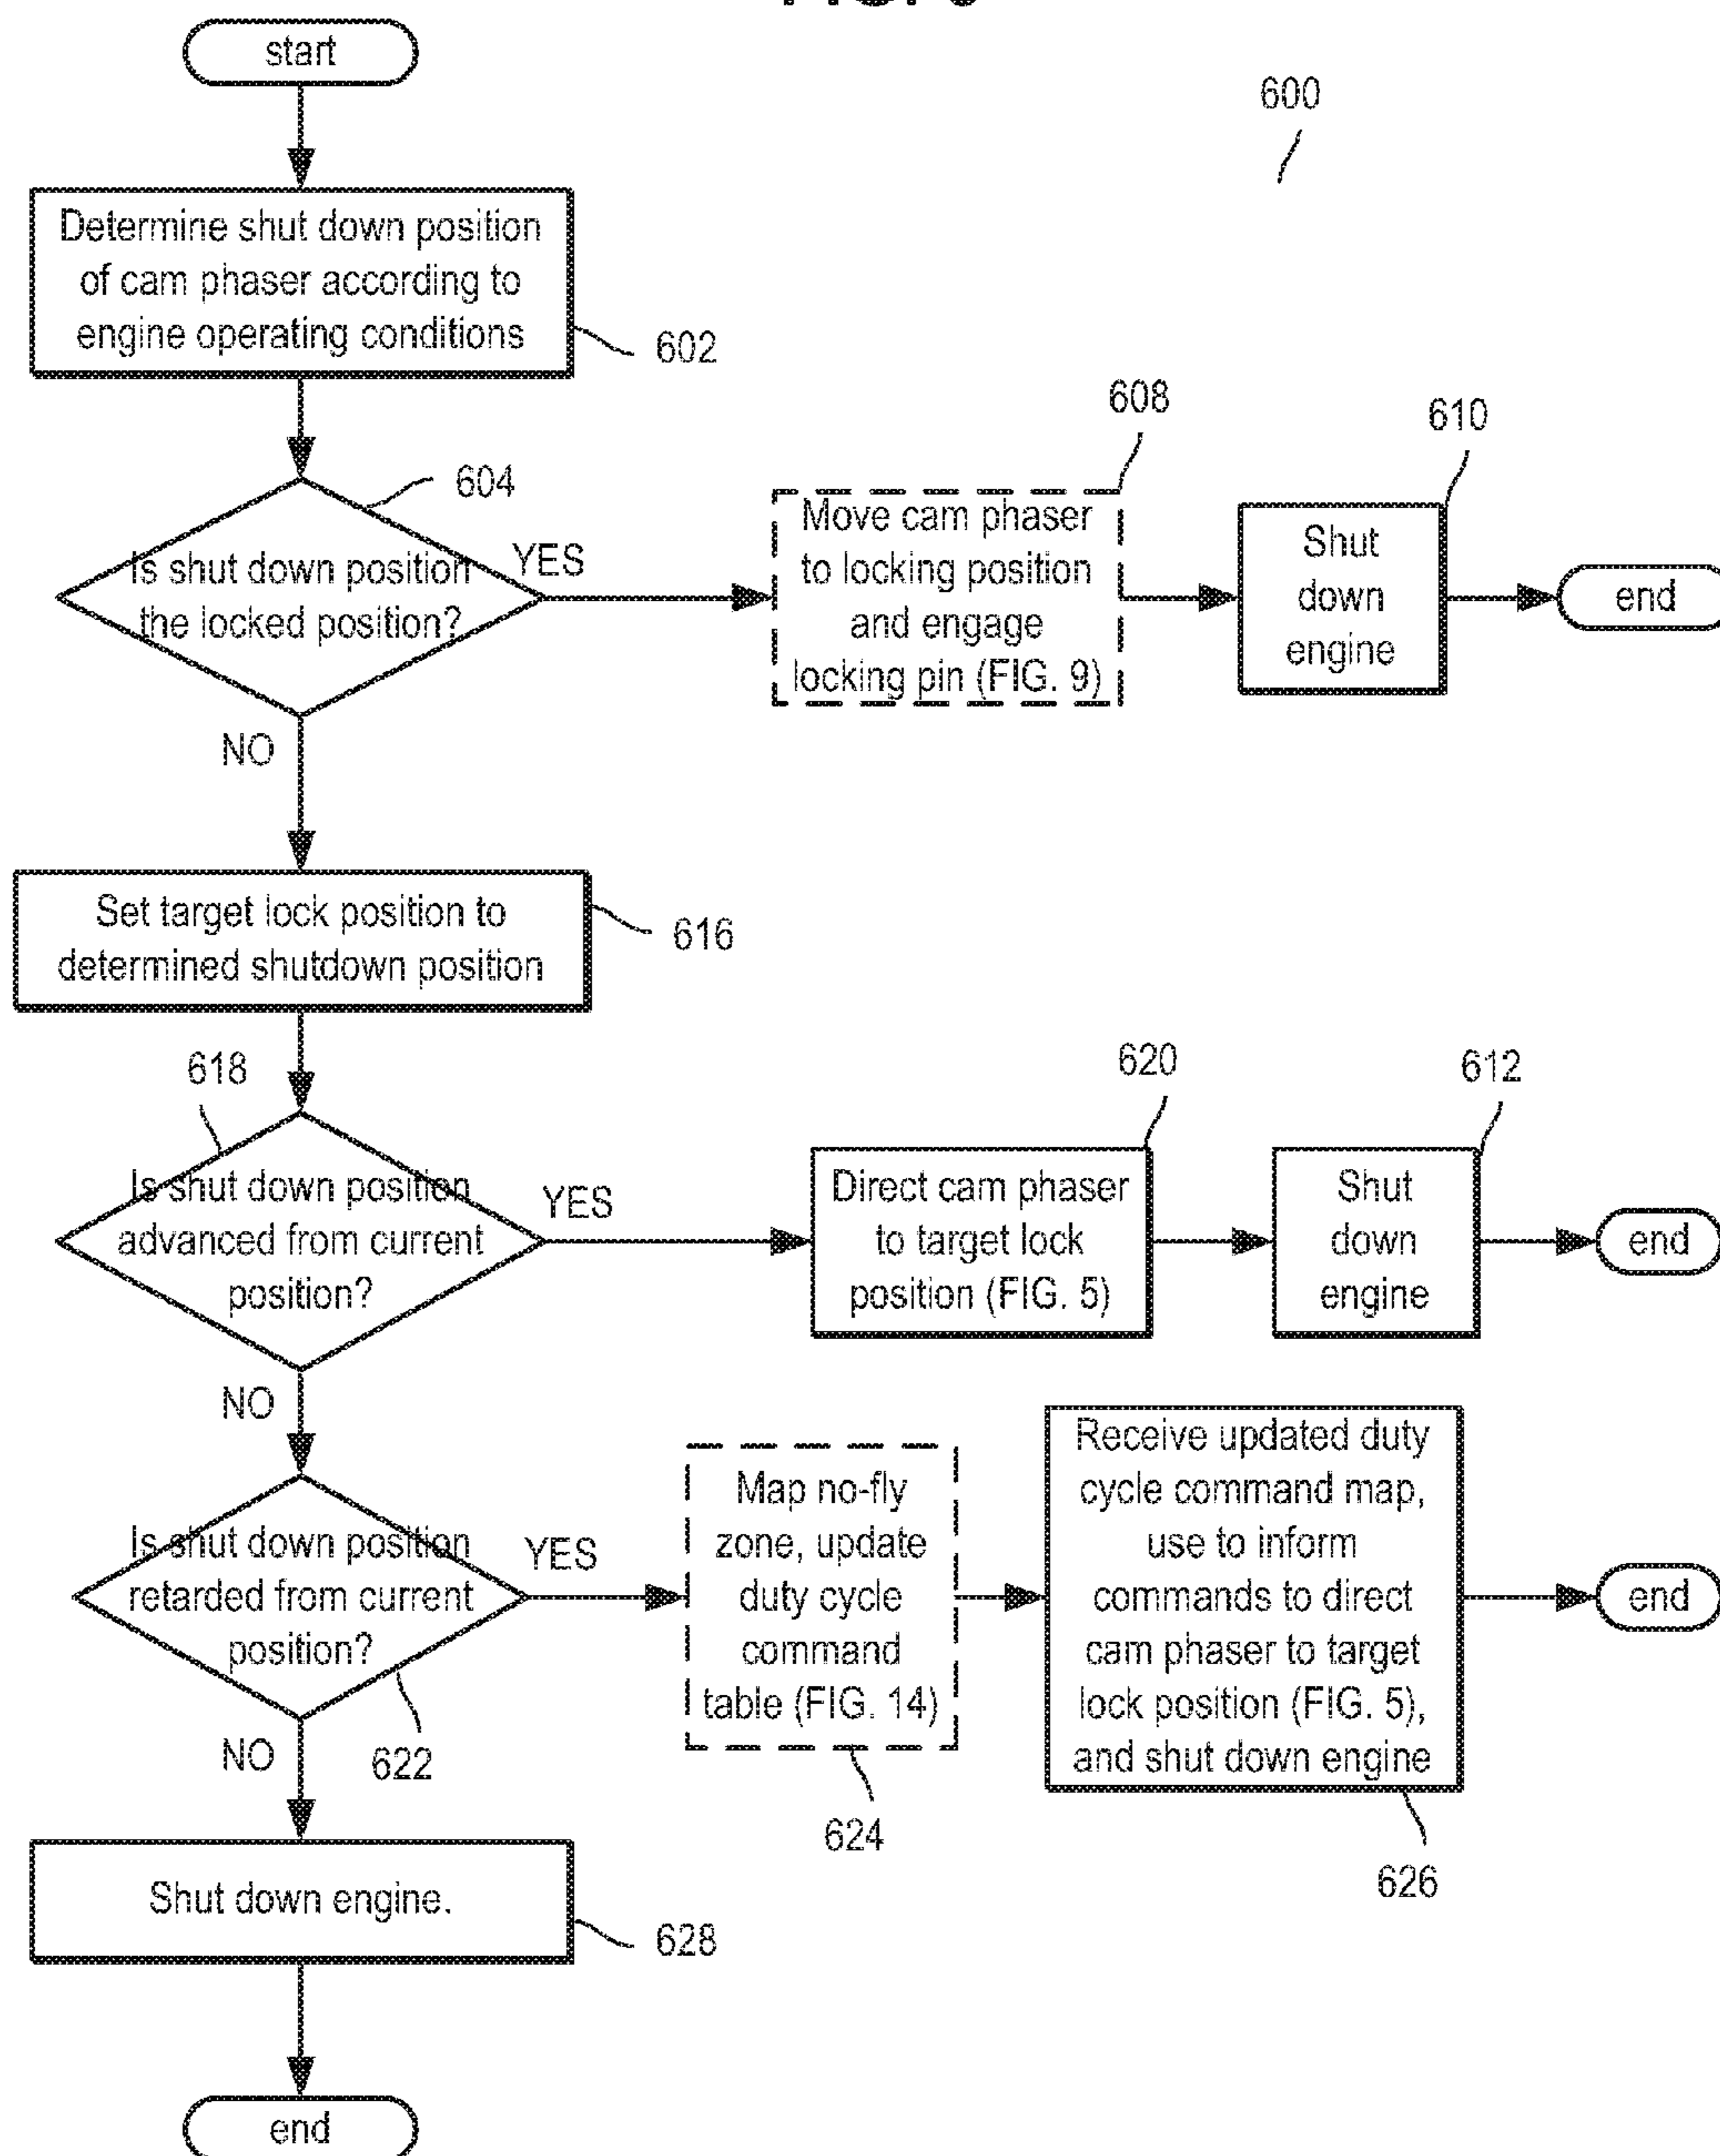 start
600
Determine shut down position
of cam phaser according to
engine operating conditions
602
604
Is shut down position
the locked position?
YES
608
Move cam phaser
to locking position
and engage
locking pin (FIG. 9)
610
Shut
down
engine
end
NO
Set target lock position to
determined shutdown position
616
618
Is shut down position
advanced from current
position?
YES
620
Direct cam phaser
to target lock
position (FIG. 5)
612
Shut
down
engine
end
NO
Is shut down position
retarded from current
position?
622
YES
Map no-fly
zone, update
duty cycle
command
table (FIG. 14)
624
Receive updated duty
cycle command map,
use to inform
commands to direct
cam phaser to target
lock position (FIG. 5),
and shut down engine
626
end
NO
Shut down engine.
628
end